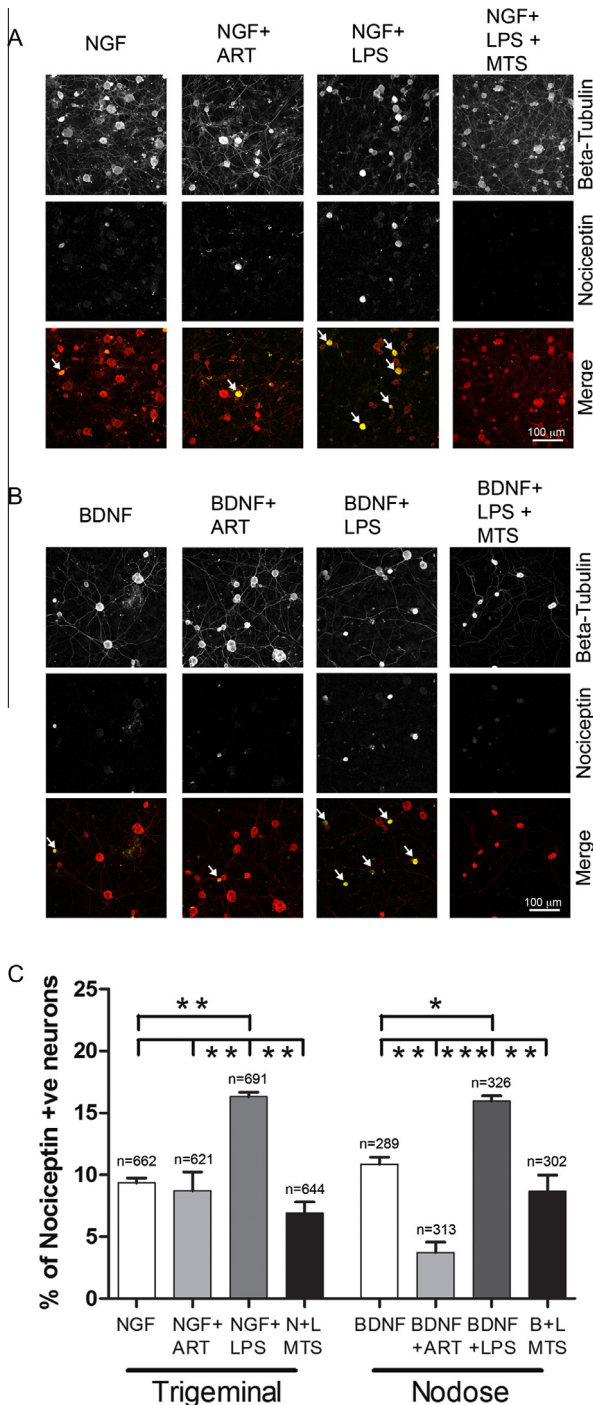 A
NGF
NGF+
ART
NGF+
LPS
NGF+
LPS +
MTS
Beta-Tubulin
Nociceptin
Merge
100 μm
B
BDNF
BDNF+
ART
BDNF+
LPS
BDNF+
LPS +
MTS
Beta-Tubulin
Nociceptin
Merge
100 μm
C
% of Nociceptin +ve neurons
25
20
15
10
5
0
** *
** ** ** *** **
n=662
n=621
n=691
n=644
n=289
n=313
n=326
n=302
NGF
NGF+
ART
NGF+
LPS
N+L
MTS
BDNF
BDNF
+ART
BDNF
+LPS
B+L
MTS
Trigeminal
Nodose